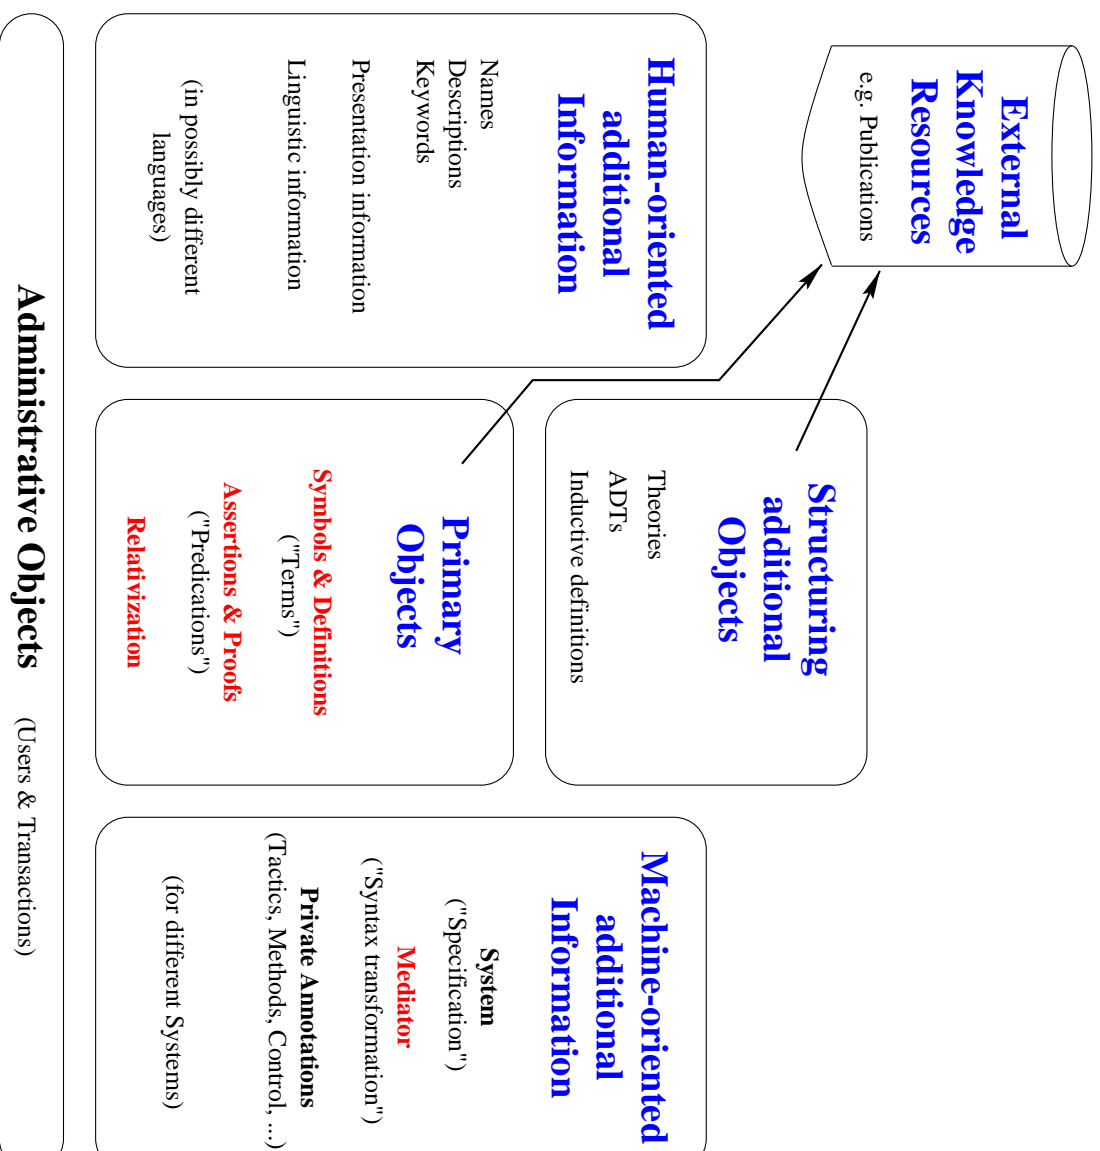 External
Knowledge
Resources
e.g. Publications
Human-oriented
additional
Information
Names
Descriptions
Keywords
Presentation information
Linguistic information
(in possibly different
languages)
Structuring
additional
Objects
Theories
ADTs
Inductive definitions
Primary
Objects
Symbols & Definitions
("Terms")
Assertions & Proofs
("Predications")
Relativization
Machine-oriented
additional
Information
System
("Specification")
Mediator
("Syntax transformation")
Private Annotations
(Tactics, Methods, Control, ...)
(for different Systems)
Administrative Objects (Users & Transactions)